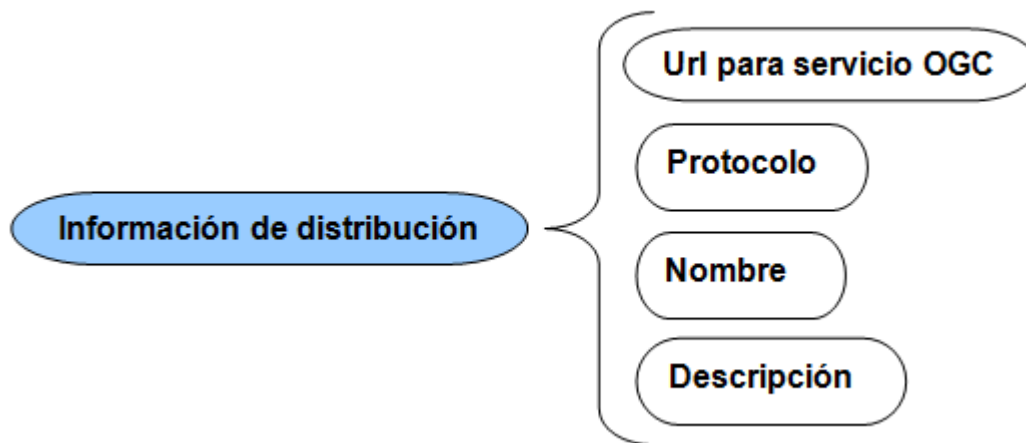 Url para servicio OGC
Protocolo
Información de distribución
Nombre
Descripción